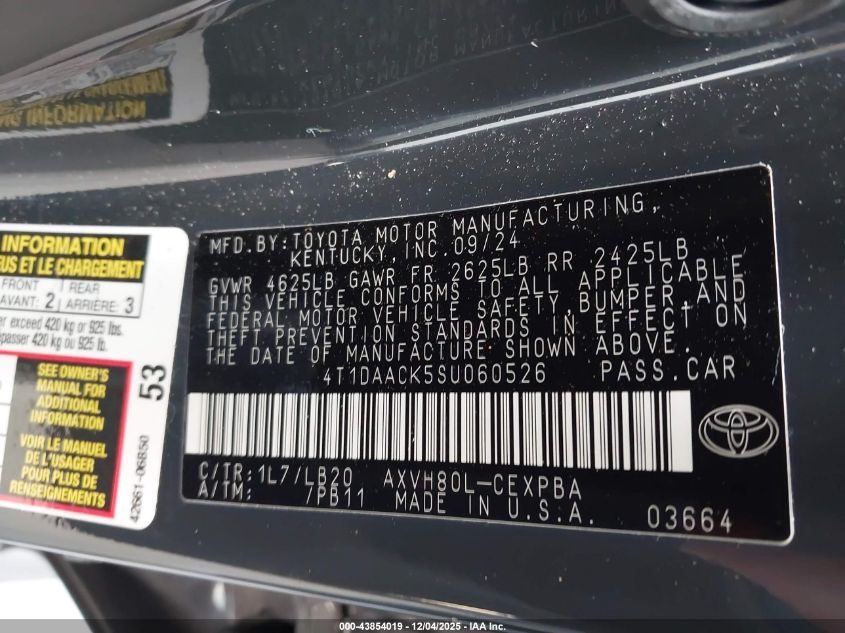 INFORMATION
EUS ET LE CHARGEMENT
FRONT
AVANT: 2
REAR
ARRIÈRE: 3
er exceed 420 kg or 925 lbs.
épasser 420 kg ou 925 lb.
SEE OWNER'S
MANUAL FOR
ADDITIONAL
INFORMATION
VOIR LE MANUEL
DE L'USAGER
POUR PLUS DE
RENSEIGNEMENTS
53
42661-06B50
MFD. BY: TOYOTA MOTOR MANUFACTURING,
KENTUCKY, INC. 09/24
GVWR 4625LB GAWR FR 2625LB RR 2425LB
THIS VEHICLE CONFORMS TO ALL APPLICABLE
FEDERAL MOTOR VEHICLE SAFETY, BUMPER, AND
THEFT PREVENTION STANDARDS IN EFFECT ON
THE DATE OF MANUFACTURE SHOWN ABOVE.
4T1DAACK5SU060526 PASS. CAR
C/TR: 1L7/LB20 AXVH80L-CEXPBA
A/TM: /PB11 MADE IN U.S.A. 03664
000-43854019 - 12/04/2025 - IAA Inc.